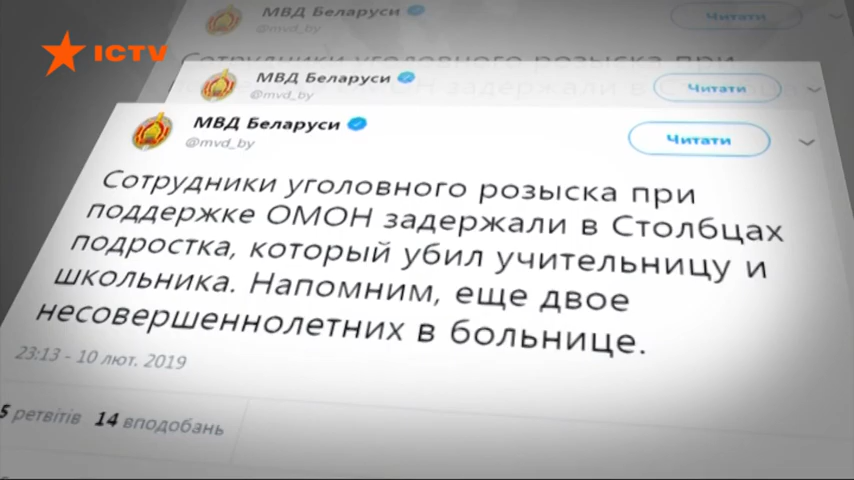 ICTV
МВД Беларуси
@mvd_by
Читати
МВД Беларуси
@mvd_by
Читати
МВД Беларуси
@mvd_by
Читати
Сотрудники уголовного розыска при
поддержке ОМОН задержали в Столбцах
подростка, который убил учительницу и
школьника. Напомним, еще двое
несовершеннолетних в больнице.
23:13 - 10 лют. 2019
5 ретвітів 14 вподобань